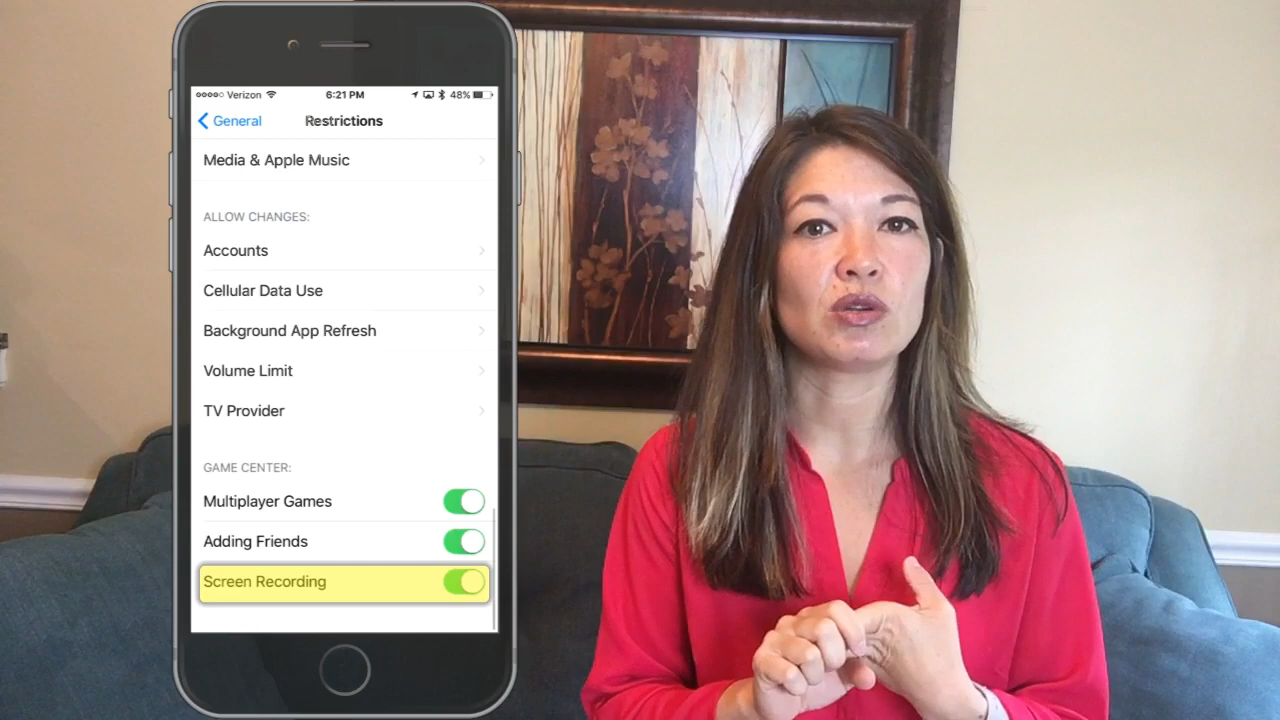 Verizon 6:21 PM 48%
General Restrictions
Media & Apple Music
ALLOW CHANGES:
Accounts
Cellular Data Use
Background App Refresh
Volume Limit
TV Provider
GAME CENTER:
Multiplayer Games
Adding Friends
Screen Recording